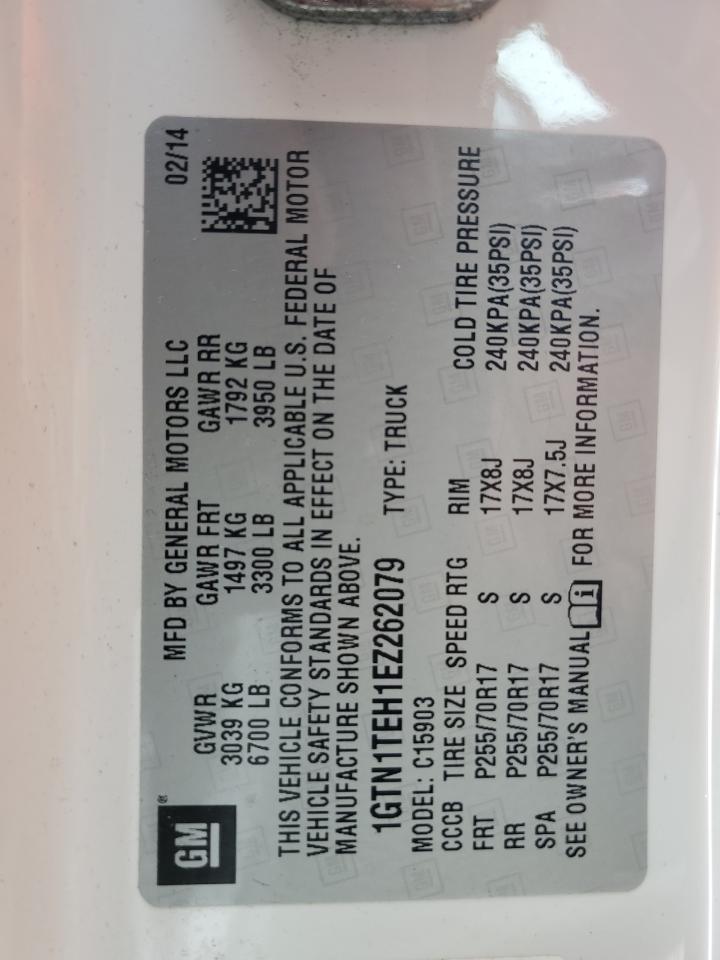 GM®
MFD BY GENERAL MOTORS LLC 02/14
GVWR GAWR FRT GAWR RR
3039 KG 1497 KG 1792 KG
6700 LB 3300 LB 3950 LB
THIS VEHICLE CONFORMS TO ALL APPLICABLE U.S. FEDERAL MOTOR
VEHICLE SAFETY STANDARDS IN EFFECT ON THE DATE OF
MANUFACTURE SHOWN ABOVE.
1GTN1TEH1EZ262079 TYPE: TRUCK
MODEL: C15903
CCCB TIRE SIZE SPEED RTG RIM COLD TIRE PRESSURE
FRT P255/70R17 S 17X8J 240KPA(35PSI)
RR P255/70R17 S 17X8J 240KPA(35PSI)
SPA P255/70R17 S 17X7.5J 240KPA(35PSI)
SEE OWNER'S MANUAL i FOR MORE INFORMATION.